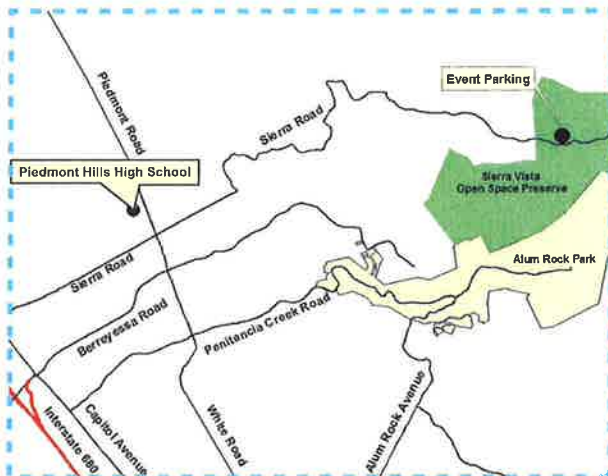 Piedmont Road
Event Parking
Sierra Road
Piedmont Hills High School
Sierra Vista
Open Space Preserve
Alum Rock Park
Sierra Road
Berreyessa Road
Penitencia Creek Road
Interstate 680
Capitol Avenue
White Road
Alum Rock Avenue